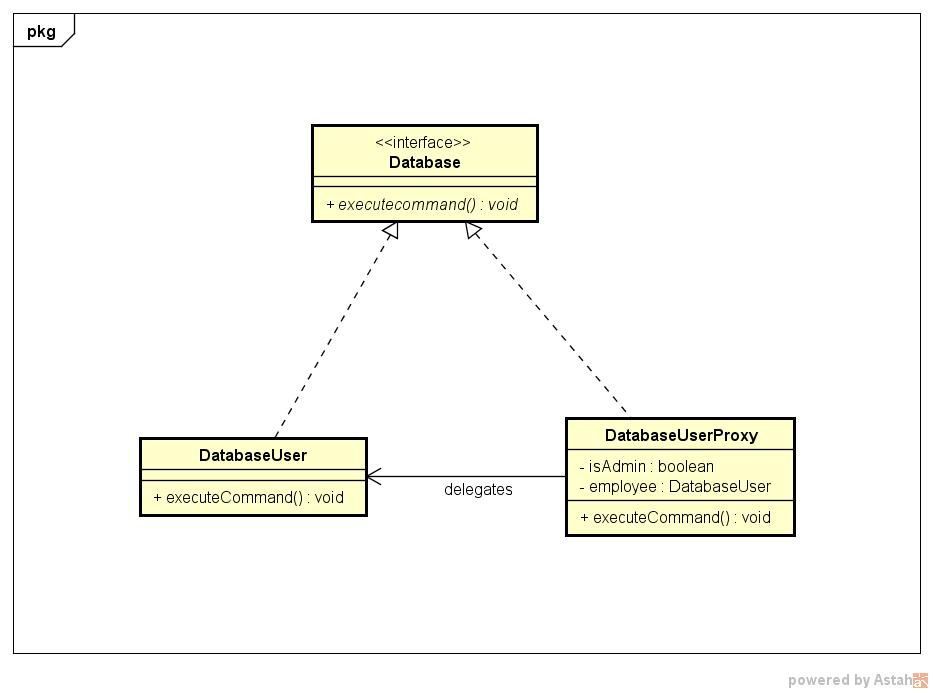 pkg
<<interface>>
Database
+ executecommand() : void
DatabaseUser
+ executeCommand() : void
delegates
DatabaseUserProxy
- isAdmin : boolean
- employee : DatabaseUser
+ executeCommand() : void
powered by Astah